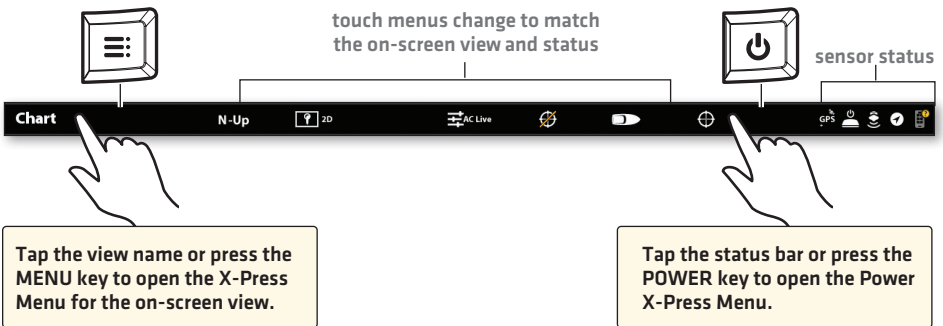 touch menus change to match
the on-screen view and status
sensor status
Chart
N-Up
2D
AC Live
GPS
Tap the view name or press the
MENU key to open the X-Press
Menu for the on-screen view.
Tap the status bar or press the
POWER key to open the Power
X-Press Menu.